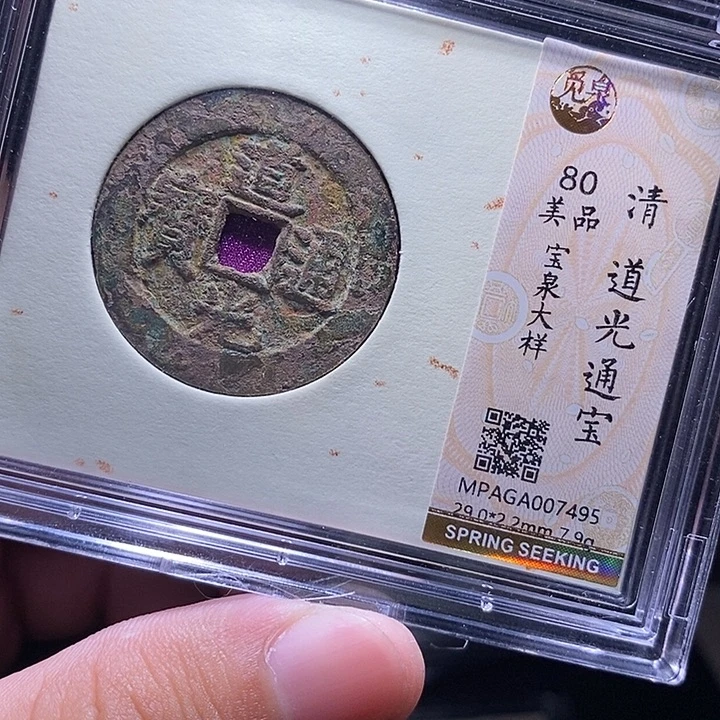 觅泉
清 道光通宝
80
美品
宝泉大样
MPAGA007495
29.0*2.2mm 7.9g
SPRING SEEKING
道光通寶